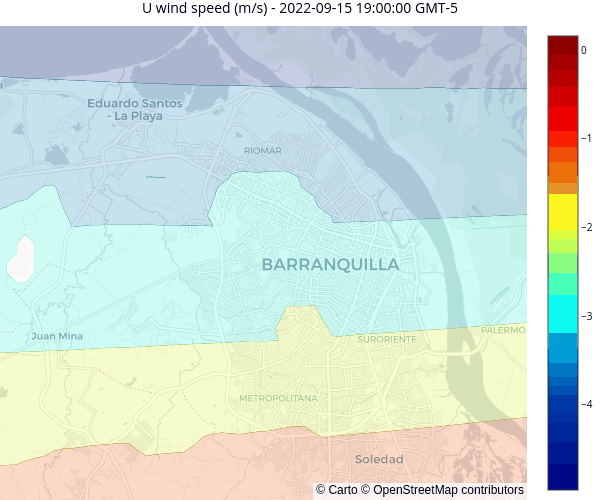 U wind speed (m/s) - 2022-09-15 19:00:00 GMT-5
0
−1
−2
−3
−4
Eduardo Santos
- La Playa
RIOMAR
BARRANQUILLA
Juan Mina
PALERMO
SURORIENTE
METROPOLITANA
Soledad
© Carto © OpenStreetMap contributors